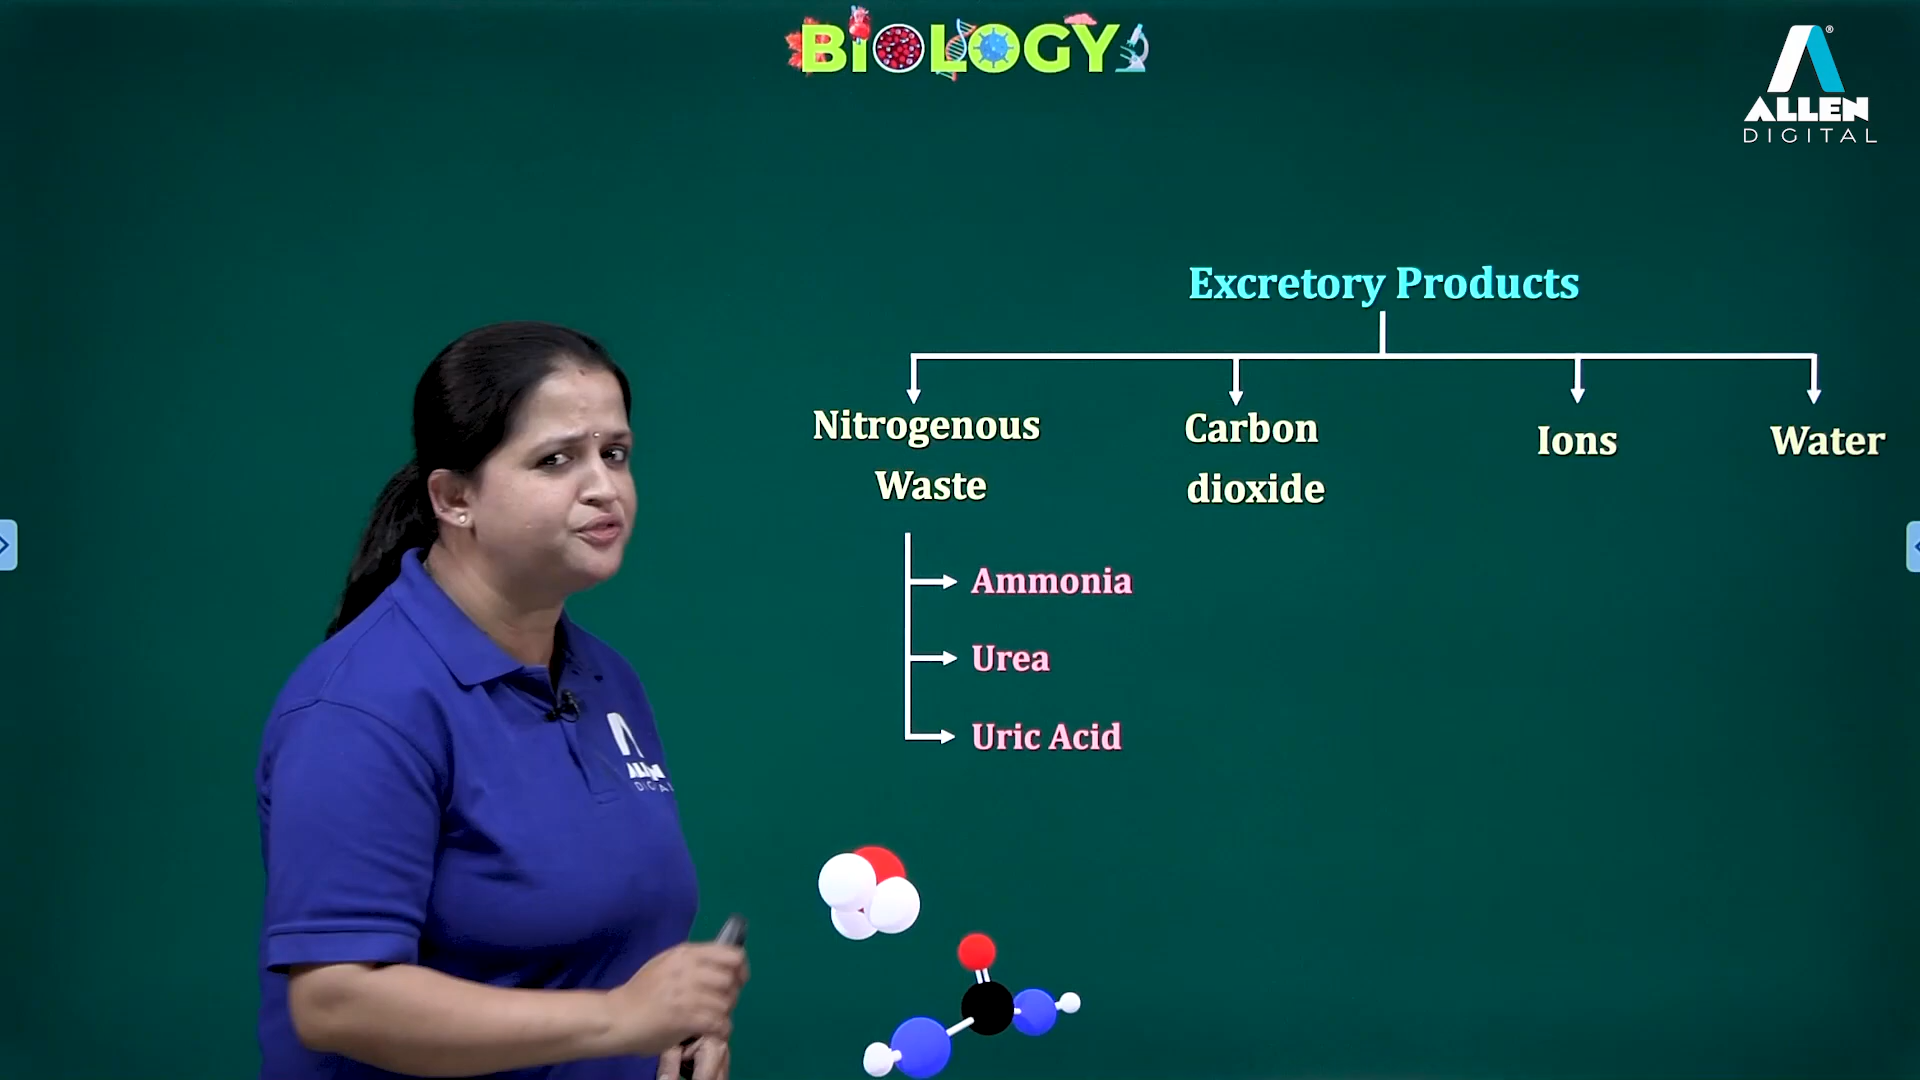 BIOLOGY
ALLEN
DIGITAL
Excretory Products
Nitrogenous
Waste
Carbon
dioxide
Ions
Water
Ammonia
Urea
Uric Acid